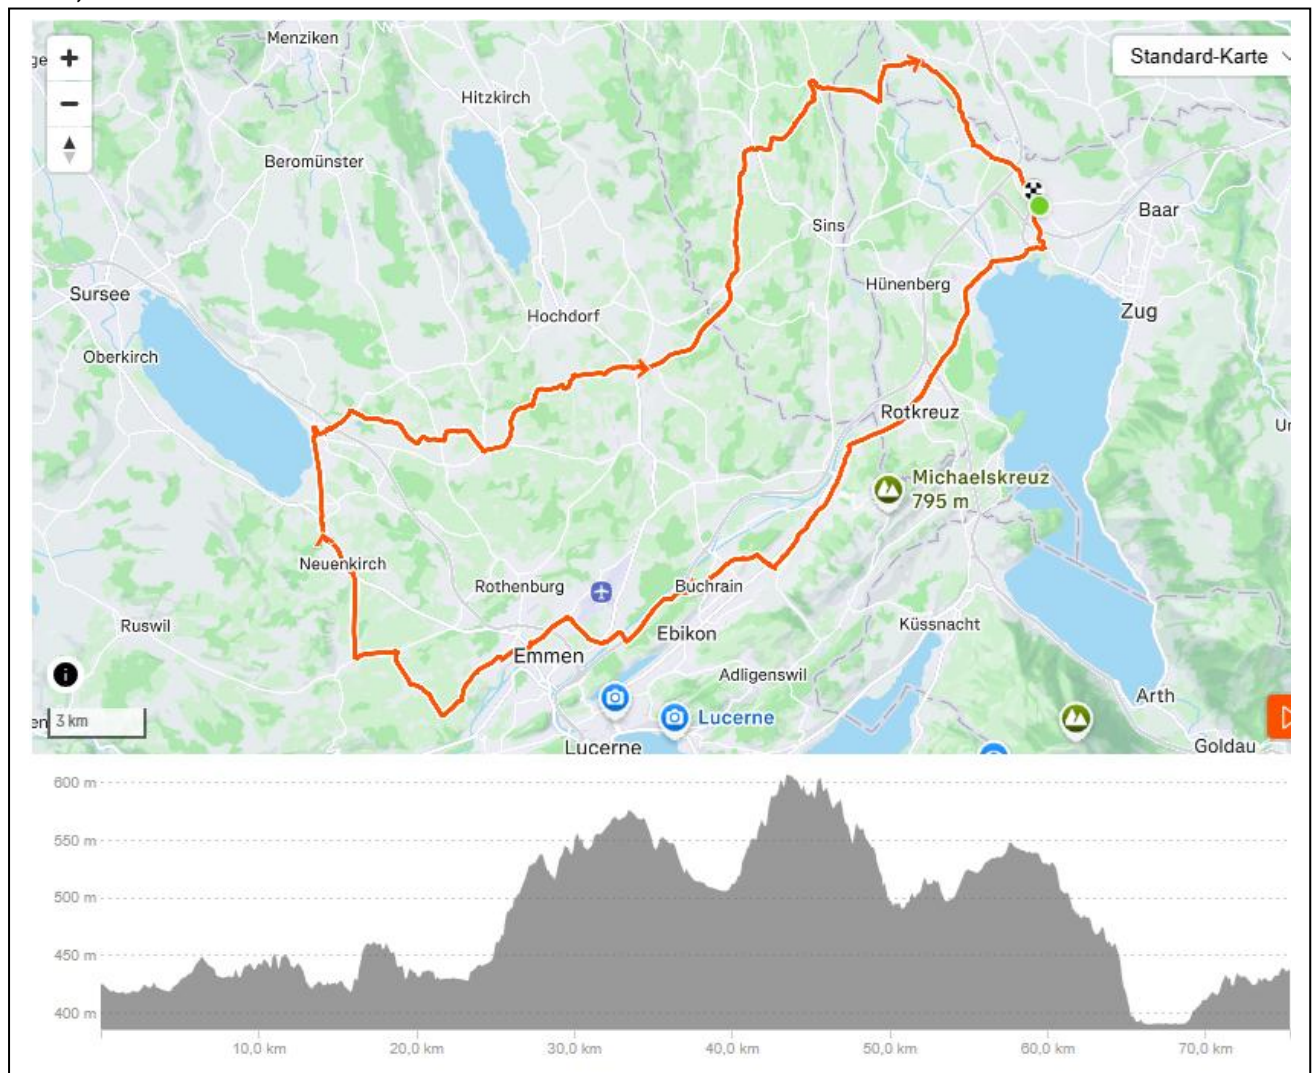 Menziken
Standard-Karte
Hitzkirch
Beromünster
Baar
Sins
Hünenberg
Sursee
Zug
Hochdorf
Oberkirch
Rotkreuz
Michaelskreuz
795 m
Neuenkirch
Rothenburg
Buchrain
Ruswil
Küssnacht
Ebikon
Emmen
Adligenswil
Arth
3 km
Lucerne
Lucerne
Goldau
600 m
550 m
500 m
450 m
400 m
10,0 km
20,0 km
30,0 km
40,0 km
50,0 km
60,0 km
70,0 km